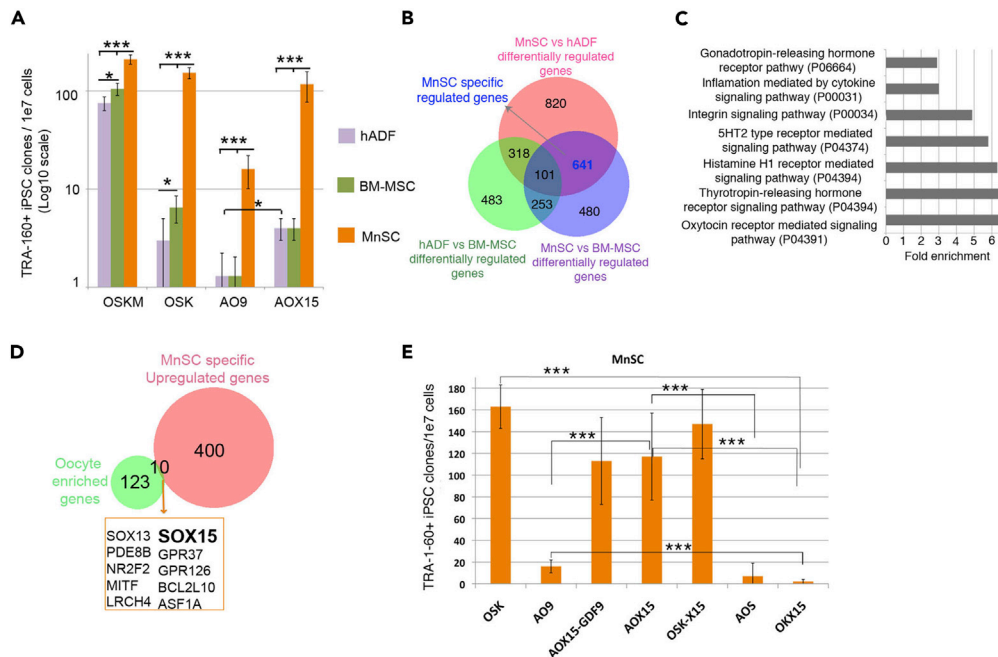 A
TRA-160+ iPSC clones / 1e7 cells
(Log10 scale)
100
10
1
***
*
***
*
***
*
***
OSKM
OSK
AO9
AOX15
hADF
BM-MSC
MnSC
B
MnSC vs hADF
differentially regulated
genes
MnSC specific
regulated genes
820
318
101
641
483
253
480
hADF vs BM-MSC
differentially regulated
genes
MnSC vs BM-MSC
differentially regulated
genes
C
Gonadotropin-releasing hormone
receptor pathwy (P06664)
Inflamation mediated by cytokine
signaling pathway (P00031)
Integrin signaling pathway (P00034)
5HT2 type receptor mediated
signaling pathway (P04374)
Histamine H1 receptor mediated
signaling pathway (P04394)
Thyrotropin-releasing hormone
receptor signaling pathway (P04394)
Oxytocin receptor mediated signaling
pathway (P04391)
0 1 2 3 4 5 6
Fold enrichment
D
MnSC specific
Upregulated genes
400
10
123
Oocyte
enriched
genes
SOX13 SOX15
PDE8B GPR37
NR2F2 GPR126
MITF BCL2L10
LRCH4 ASF1A
E
MnSC
TRA-1-60+ iPSC clones/1e7 cells
180
160
140
120
100
80
60
40
20
0
***
***
***
***
***
OSK
AO9
AOX15-GDF9
AOX15
OSK-X15
AO5
OKX15